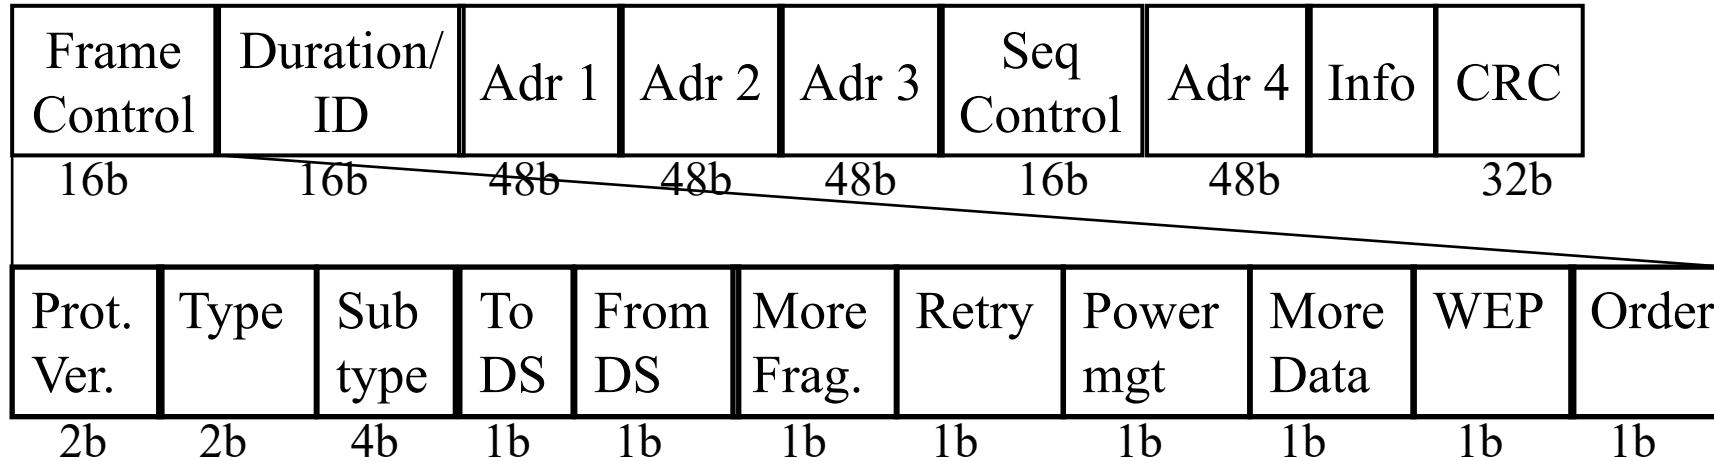 Frame Control Duration/ ID Adr 1 Adr 2 Adr 3 Seq Control Adr 4 Info CRC
16b 16b 48b 48b 48b 16b 48b 32b
Prot. Ver. Type Sub type To DS From DS More Frag. Retry Power mgt More Data WEP Order
2b 2b 4b 1b 1b 1b 1b 1b 1b 1b 1b